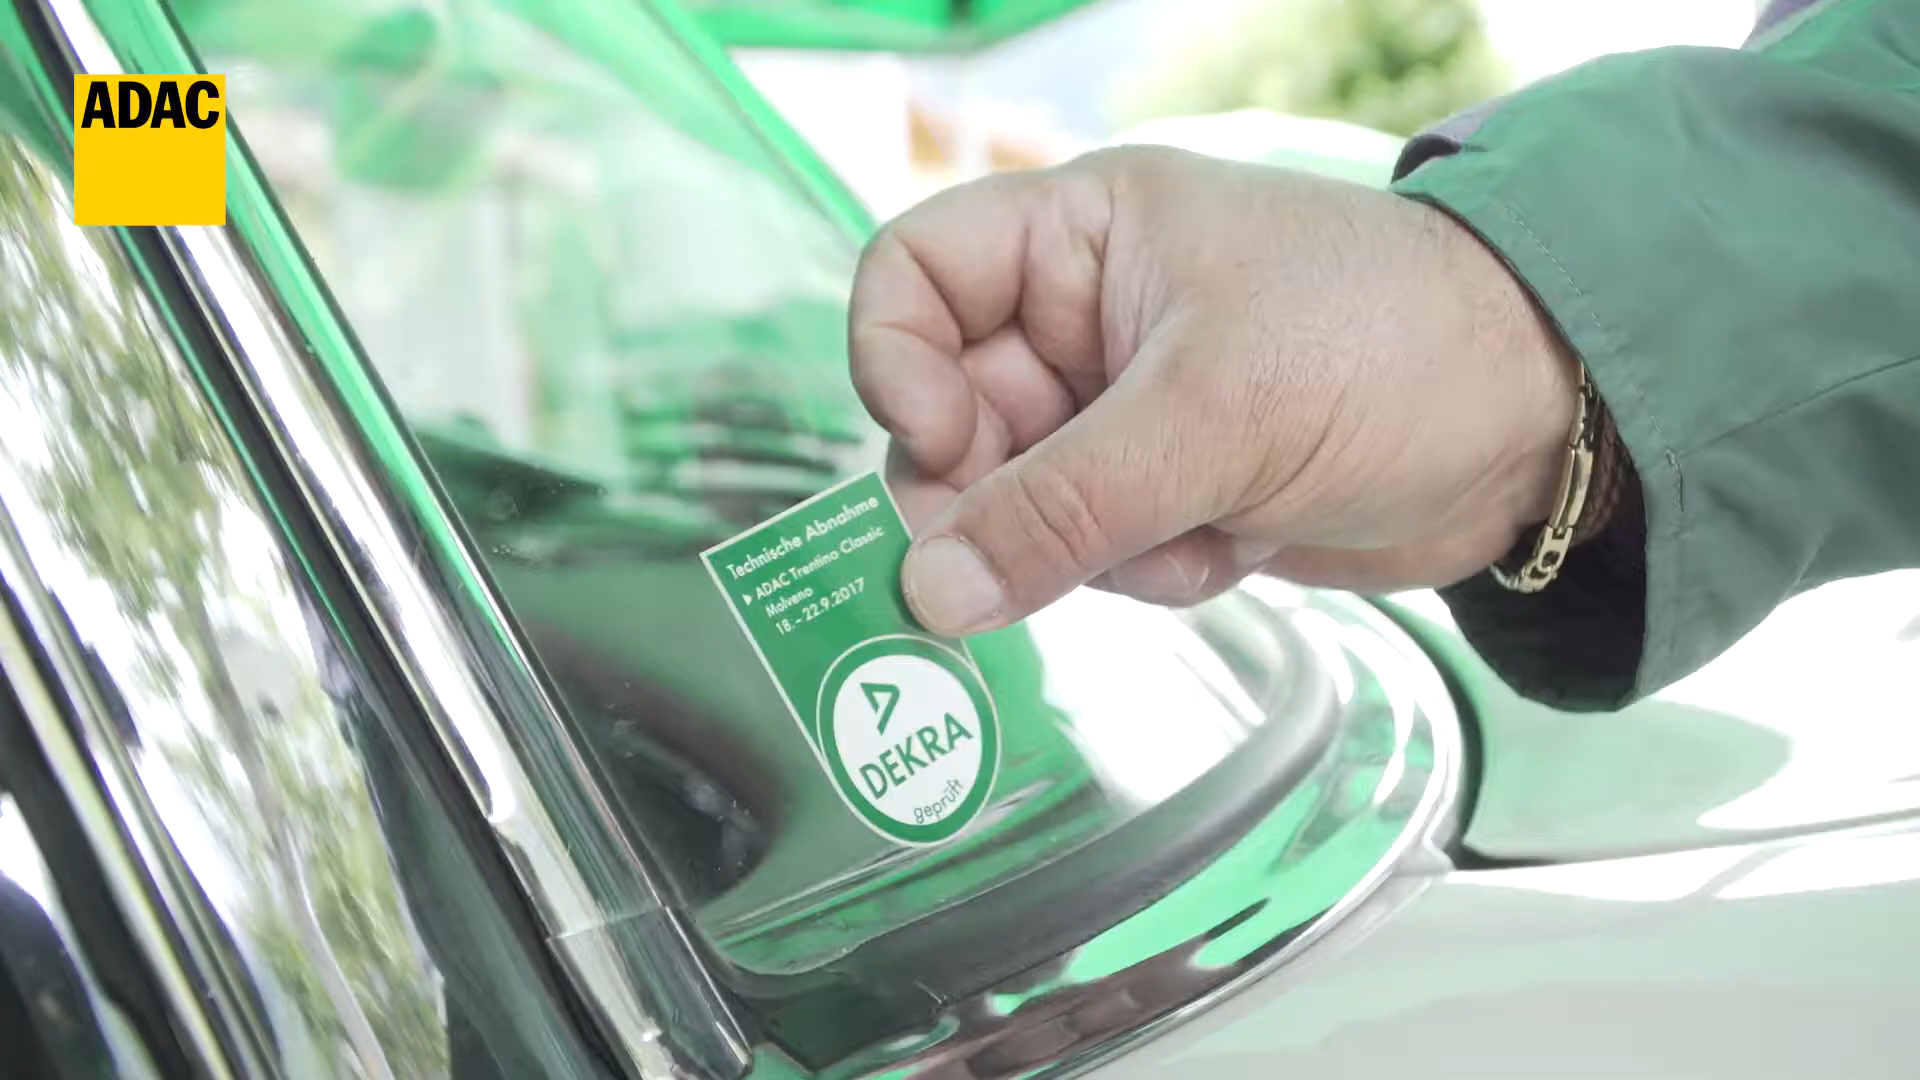 ADAC
Technische Abnahme
ADAC Trentino Classic
Molveno
18. – 22.9.2017
DEKRA
geprüft